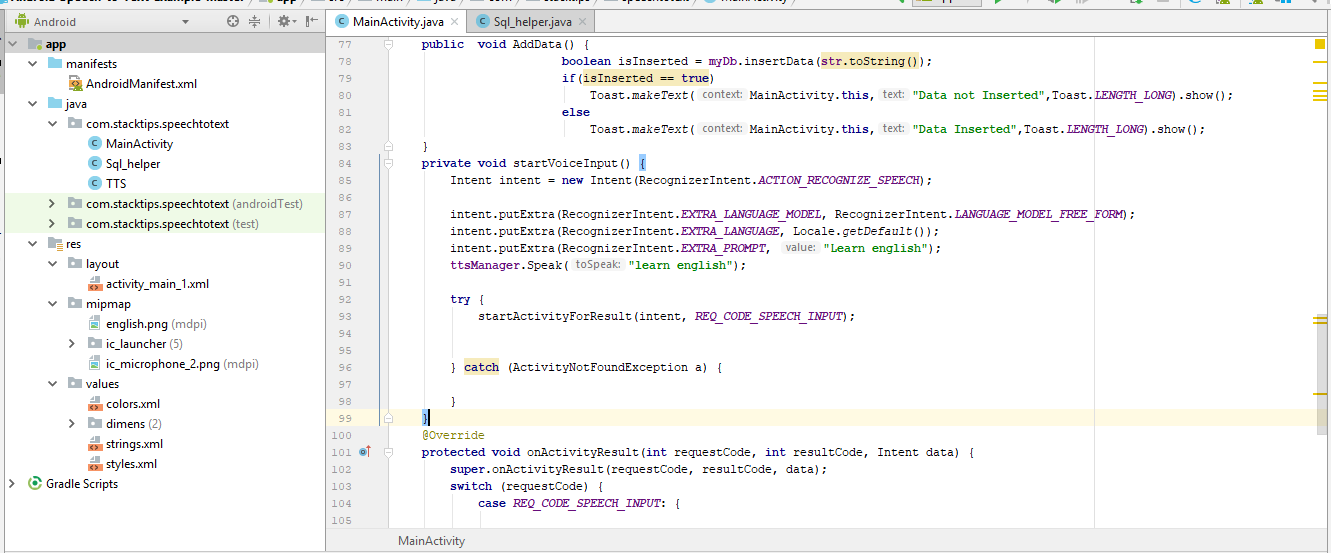 Android
app
manifests
AndroidManifest.xml
java
com.stacktips.speechtotext
MainActivity
Sql_helper
TTS
com.stacktips.speechtotext (androidTest)
com.stacktips.speechtotext (test)
res
layout
activity_main_1.xml
mipmap
english.png (mdpi)
ic_launcher (5)
ic_microphone_2.png (mdpi)
values
colors.xml
dimens (2)
strings.xml
styles.xml
Gradle Scripts
MainActivity.java Sql_helper.java
77 public void AddData() {
78 boolean isInserted = myDb.insertData(str.toString());
79 if(isInserted == true)
80 Toast.makeText( context: MainActivity.this, text: "Data not Inserted",Toast.LENGTH_LONG).show();
81 else
82 Toast.makeText( context: MainActivity.this, text: "Data Inserted",Toast.LENGTH_LONG).show();
83 }
84 private void startVoiceInput() {
85 Intent intent = new Intent(RecognizerIntent.ACTION_RECOGNIZE_SPEECH);
86
87 intent.putExtra(RecognizerIntent.EXTRA_LANGUAGE_MODEL, RecognizerIntent.LANGUAGE_MODEL_FREE_FORM);
88 intent.putExtra(RecognizerIntent.EXTRA_LANGUAGE, Locale.getDefault());
89 intent.putExtra(RecognizerIntent.EXTRA_PROMPT, value: "Learn english");
90 ttsManager.Speak( toSpeak: "learn english");
91
92 try {
93 startActivityForResult(intent, REQ_CODE_SPEECH_INPUT);
94
95
96 } catch (ActivityNotFoundException a) {
97
98 }
99 }
100 @Override
101 protected void onActivityResult(int requestCode, int resultCode, Intent data) {
102 super.onActivityResult(requestCode, resultCode, data);
103 switch (requestCode) {
104 case REQ_CODE_SPEECH_INPUT: {
105
MainActivity